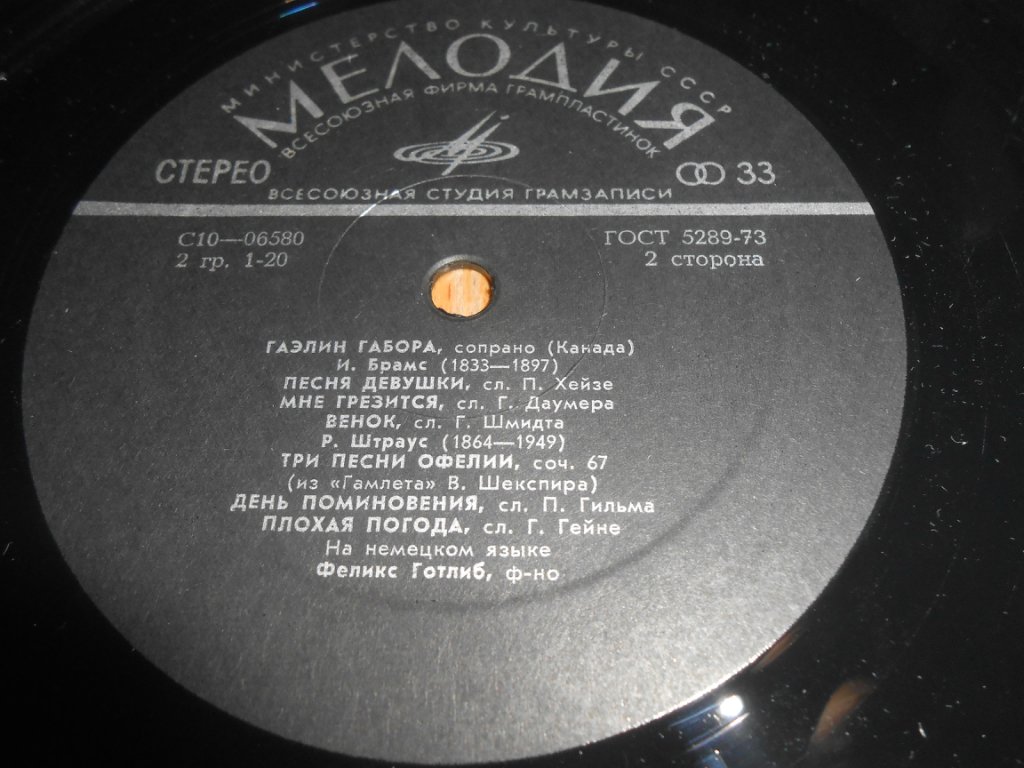 МИНИСТЕРСТВО КУЛЬТУРЫ СССР
МЕЛОДИЯ
ВСЕСОЮЗНАЯ ФИРМА ГРАМПЛАСТИНОК
СТЕРЕО
33
ВСЕСОЮЗНАЯ СТУДИЯ ГРАМЗАПИСИ
С10—06580
ГОСТ 5289-73
2 гр. 1-20
2 сторона
ГАЭЛИН ГАБОРА, сопрано (Канада)
И. Брамс (1833—1897)
ПЕСНЯ ДЕВУШКИ, сл. П. Хейзе
МНЕ ГРЕЗИТСЯ, сл. Г. Даумера
ВЕНОК, сл. Г. Шмидта
Р. Штраус (1864—1949)
ТРИ ПЕСНИ ОФЕЛИИ, соч. 67
(из «Гамлета» В. Шекспира)
ДЕНЬ ПОМИНОВЕНИЯ, сл. П. Гильма
ПЛОХАЯ ПОГОДА, сл. Г. Гейне
На немецком языке
Феликс Готлиб, ф-но